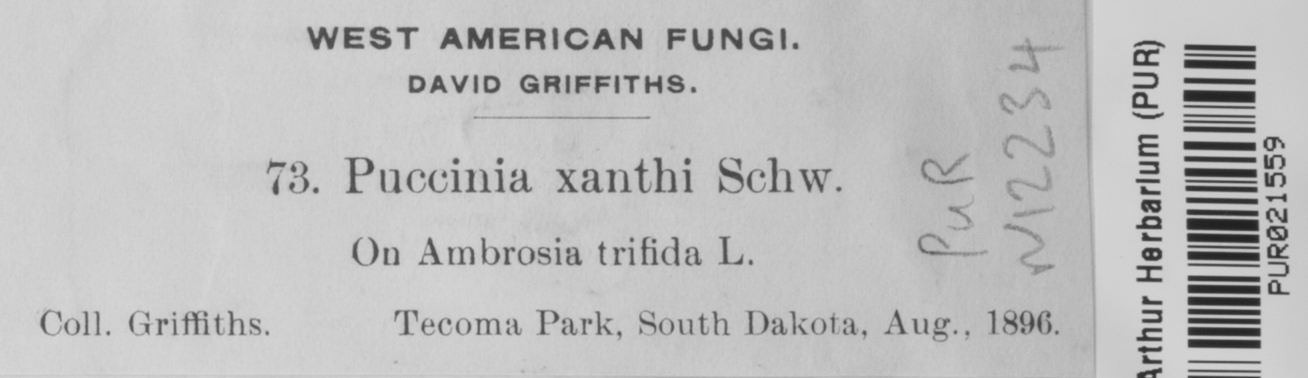 WEST AMERICAN FUNGI.
DAVID GRIFFITHS.
73. Puccinia xanthi Schw.
On Ambrosia trifida L.
Coll. Griffiths. Tecoma Park, South Dakota, Aug., 1896.
PUR
N12234
Arthur Herbarium (PUR)
PUR021559